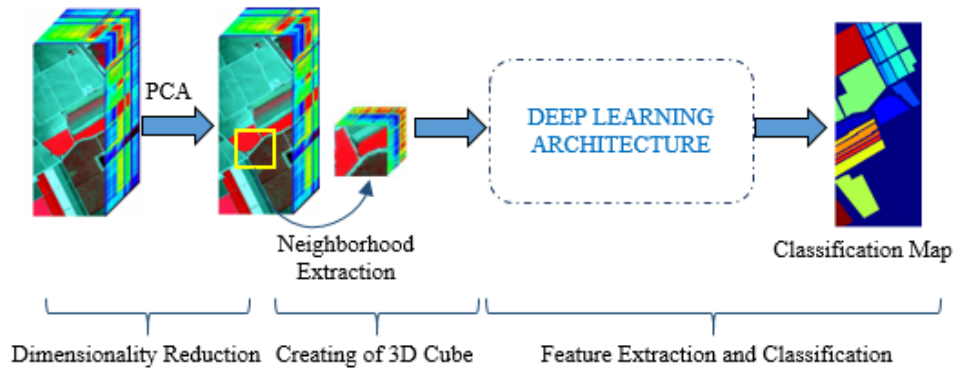 PCA
DEEP LEARNING
ARCHITECTURE
Neighborhood
Extraction
Classification Map
Dimensionality Reduction
Creating of 3D Cube
Feature Extraction and Classification